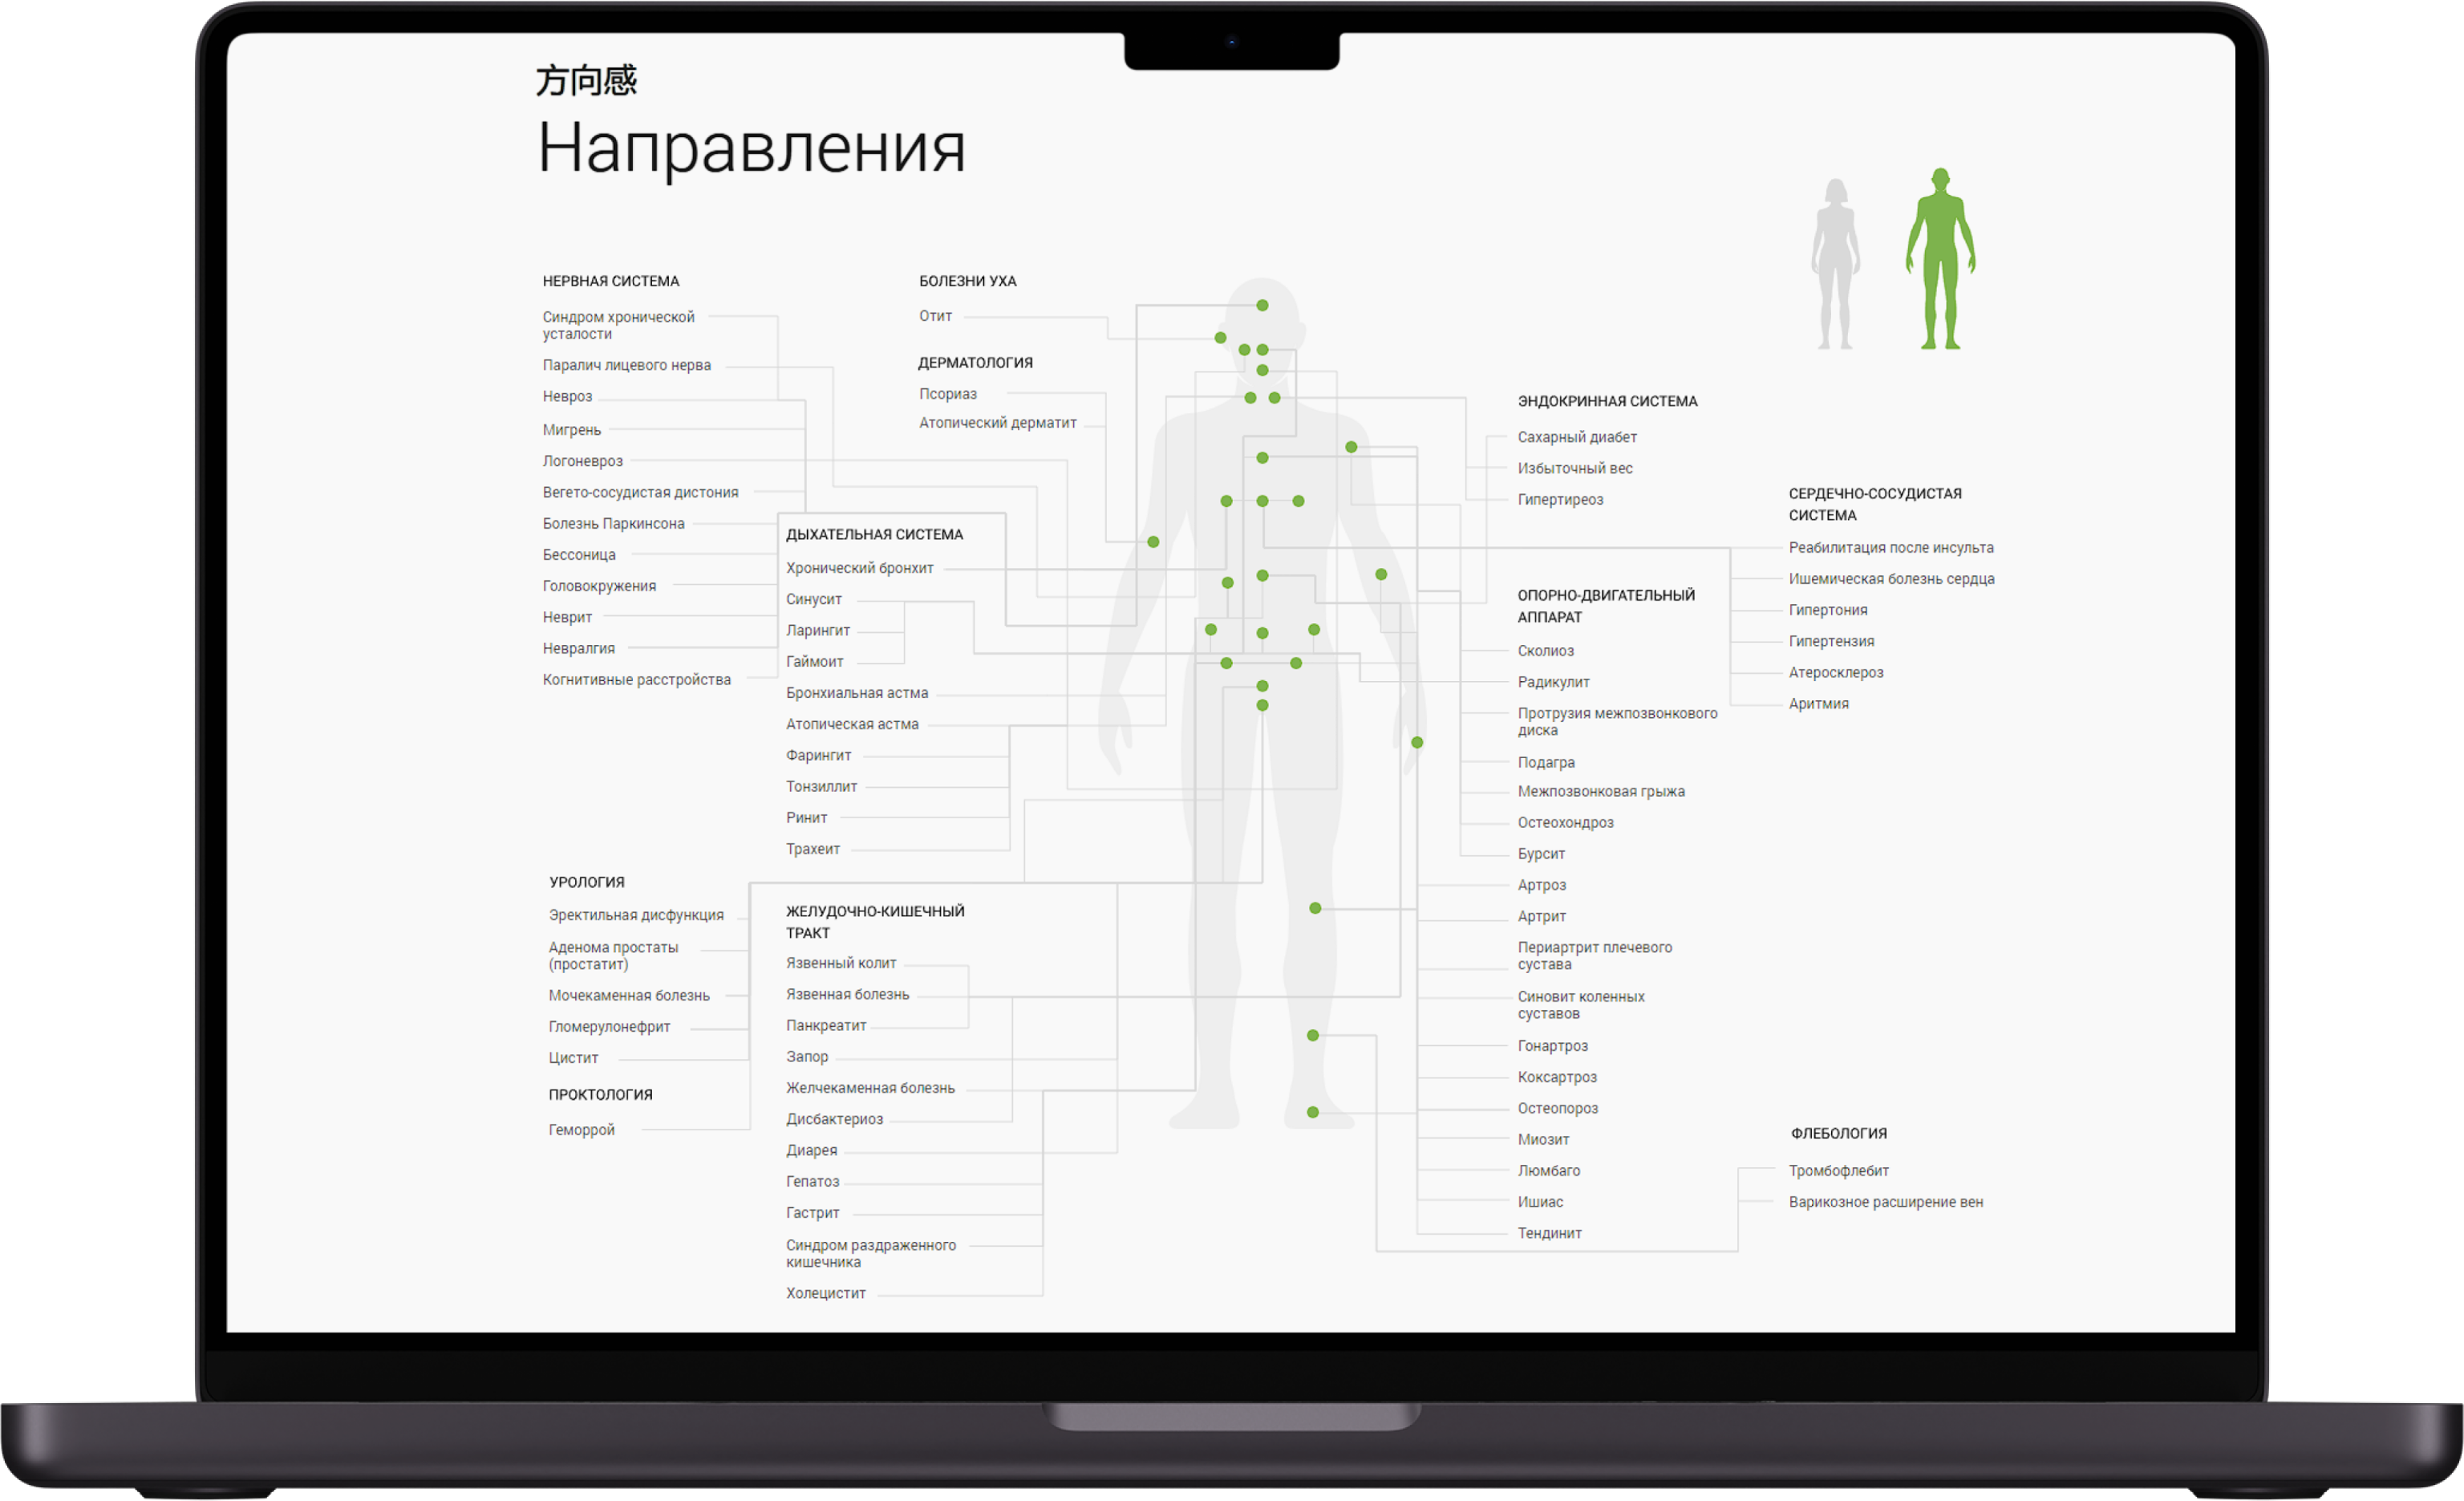 方向感
Направления
НЕРВНАЯ СИСТЕМА
Синдром хронической
усталости
Паралич лицевого нерва
Невроз
Мигрень
Логоневроз
Вегето-сосудистая дистония
Болезнь Паркинсона
Бессоница
Головокружения
Неврит
Невралгия
Когнитивные расстройства
БОЛЕЗНИ УХА
Отит
ДЕРМАТОЛОГИЯ
Псориаз
Атопический дерматит
ДЫХАТЕЛЬНАЯ СИСТЕМА
Хронический бронхит
Синусит
Ларингит
Гаймоит
Бронхиальная астма
Атопическая астма
Фарингит
Тонзиллит
Ринит
Трахеит
УРОЛОГИЯ
Эректильная дисфункция
Аденома простаты
(простатит)
Мочекаменная болезнь
Гломерулонефрит
Цистит
ПРОКТОЛОГИЯ
Геморрой
ЖЕЛУДОЧНО-КИШЕЧНЫЙ
ТРАКТ
Язвенный колит
Язвенная болезнь
Панкреатит
Запор
Желчекаменная болезнь
Дисбактериоз
Диарея
Гепатоз
Гастрит
Синдром раздраженного
кишечника
Холецистит
ЭНДОКРИННАЯ СИСТЕМА
Сахарный диабет
Избыточный вес
Гипертиреоз
ОПОРНО-ДВИГАТЕЛЬНЫЙ
АППАРАТ
Сколиоз
Радикулит
Протрузия межпозвонкового
диска
Подагра
Межпозвонковая грыжа
Остеохондроз
Бурсит
Артроз
Артрит
Периартрит плечевого
сустава
Синовит коленных
суставов
Гонартроз
Коксартроз
Остеопороз
Миозит
Люмбаго
Ишиас
Тендинит
СЕРДЕЧНО-СОСУДИСТАЯ
СИСТЕМА
Реабилитация после инсульта
Ишемическая болезнь сердца
Гипертония
Гипертензия
Атеросклероз
Аритмия
ФЛЕБОЛОГИЯ
Тромбофлебит
Варикозное расширение вен